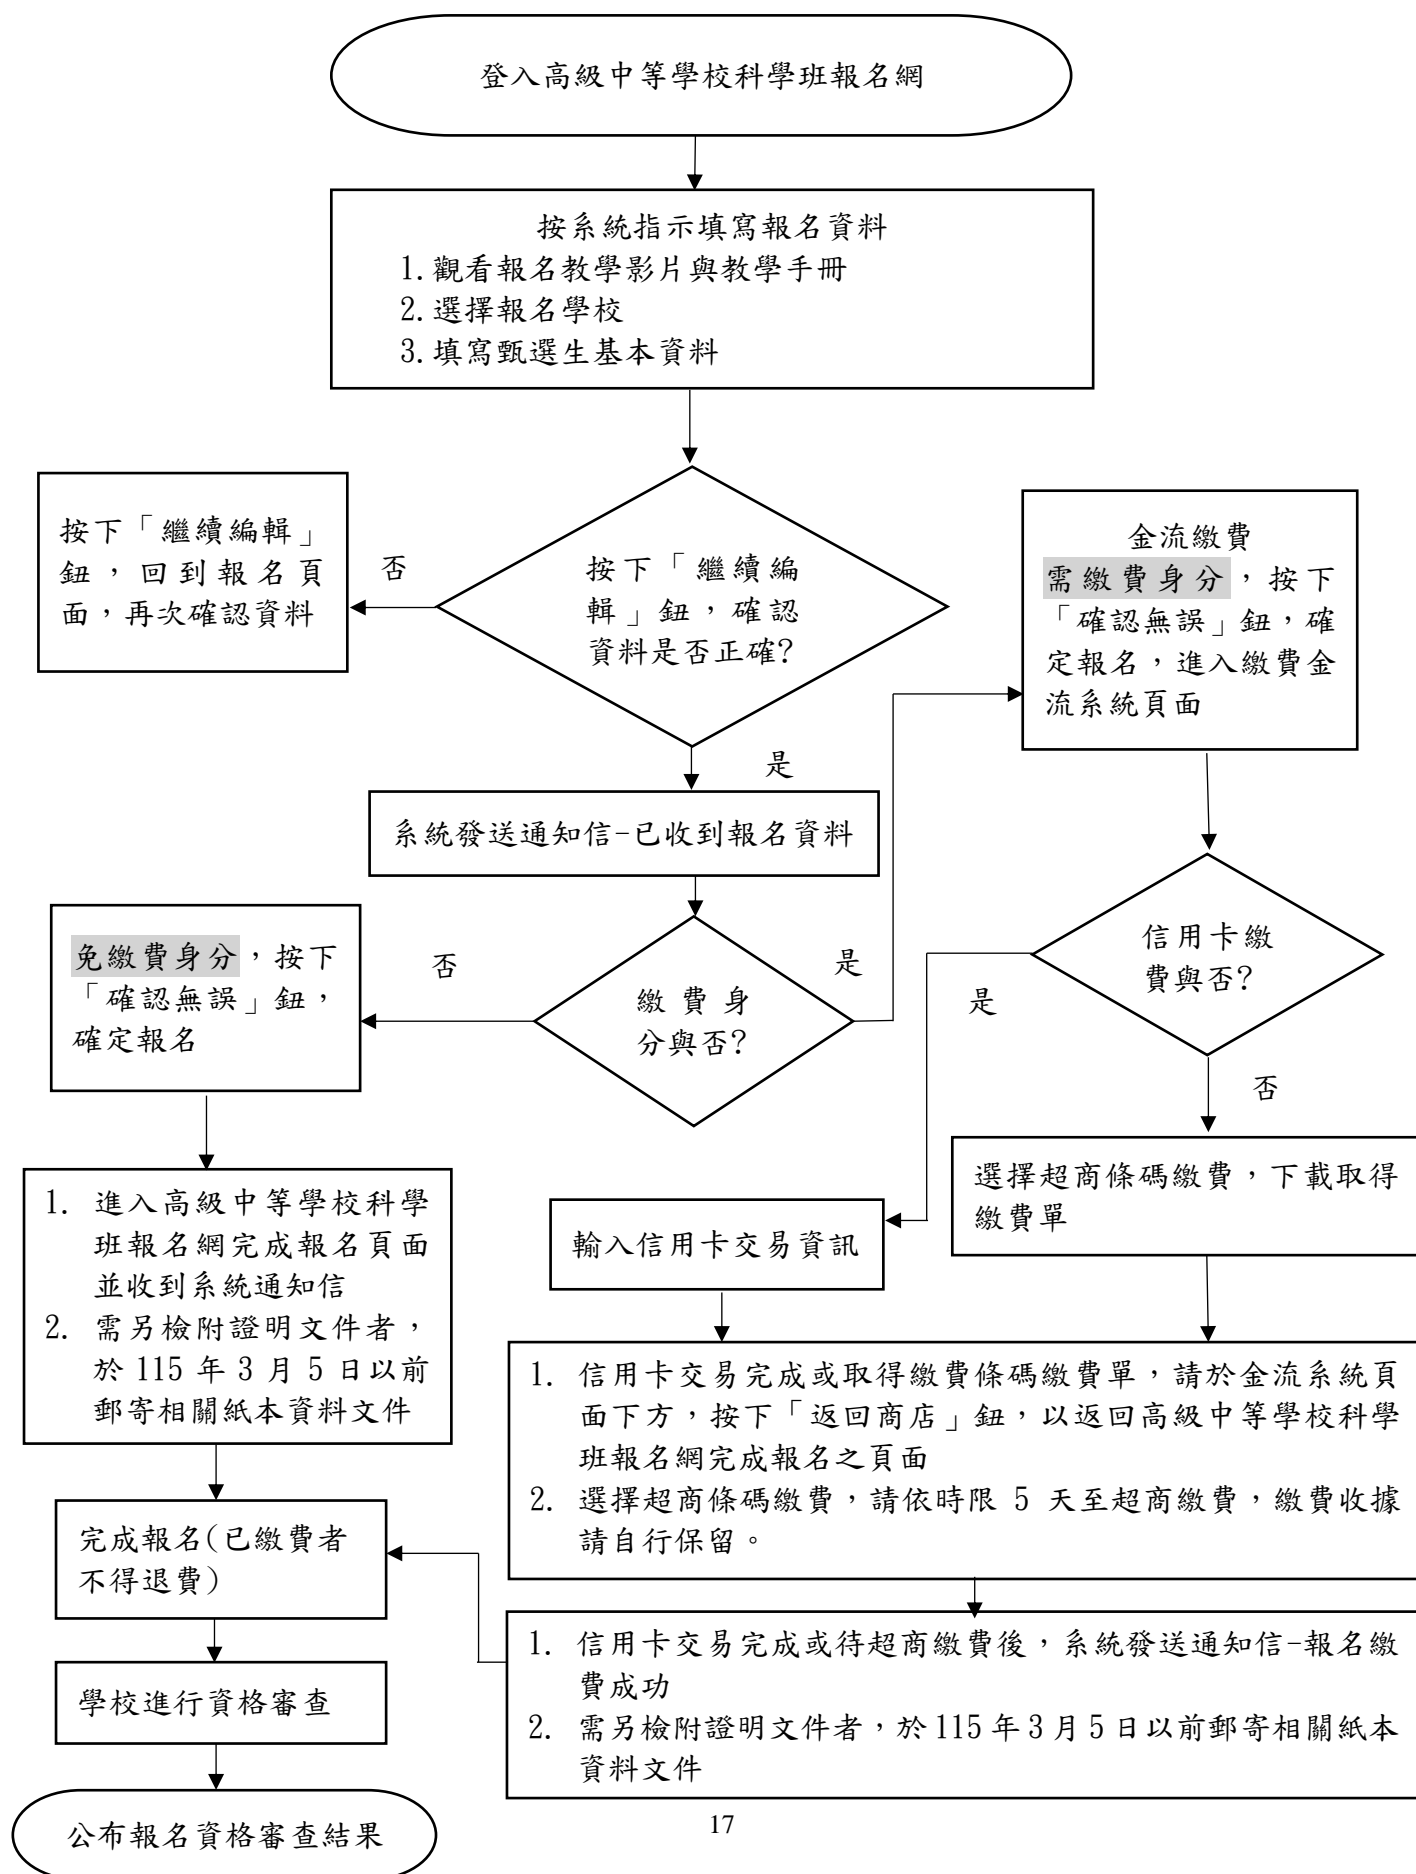 登入高級中等學校科學班報名網
按系統指示填寫報名資料
1.觀看報名教學影片與教學手冊
2.選擇報名學校
3.填寫甄選生基本資料
按下「繼續編輯」
鈕，回到報名頁
面，再次確認資料
否
按下「繼續編
輯」鈕，確認
資料是否正確?
金流繳費
需繳費身分，按下
「確認無誤」鈕，確
定報名，進入繳費金
流系統頁面
是
系統發送通知信-已收到報名資料
免繳費身分，按下
「確認無誤」鈕，
確定報名
否
繳費身
分與否?
是
信用卡繳
費與否?
是
否
選擇超商條碼繳費，下載取得
繳費單
輸入信用卡交易資訊
1. 進入高級中等學校科學
班報名網完成報名頁面
並收到系統通知信
2. 需另檢附證明文件者，
於 115 年 3 月 5 日以前
郵寄相關紙本資料文件
1. 信用卡交易完成或取得繳費條碼繳費單，請於金流系統頁
面下方，按下「返回商店」鈕，以返回高級中等學校科學
班報名網完成報名之頁面
2. 選擇超商條碼繳費，請依時限 5 天至超商繳費，繳費收據
請自行保留。
完成報名(已繳費者
不得退費)
1. 信用卡交易完成或待超商繳費後，系統發送通知信-報名繳
費成功
2. 需另檢附證明文件者，於 115 年 3 月 5 日以前郵寄相關紙本
資料文件
學校進行資格審查
公布報名資格審查結果
17